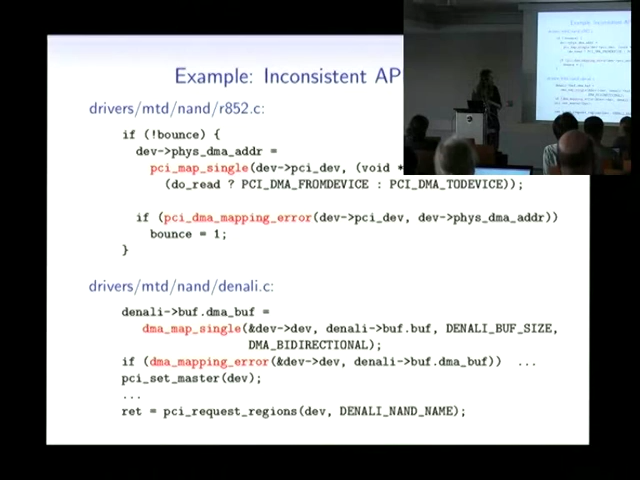 Example: Inconsistent AP
drivers/mtd/nand/r852.c:
if (!bounce) {
dev->phys_dma_addr =
pci_map_single(dev->pci_dev, (void *
(do_read ? PCI_DMA_FROMDEVICE : PCI_DMA_TODEVICE));
if (pci_dma_mapping_error(dev->pci_dev, dev->phys_dma_addr))
bounce = 1;
}
drivers/mtd/nand/denali.c:
denali->buf.dma_buf =
dma_map_single(&dev->dev, denali->buf.buf, DENALI_BUF_SIZE,
DMA_BIDIRECTIONAL);
if (dma_mapping_error(&dev->dev, denali->buf.dma_buf)) ...
pci_set_master(dev);
...
ret = pci_request_regions(dev, DENALI_NAND_NAME);